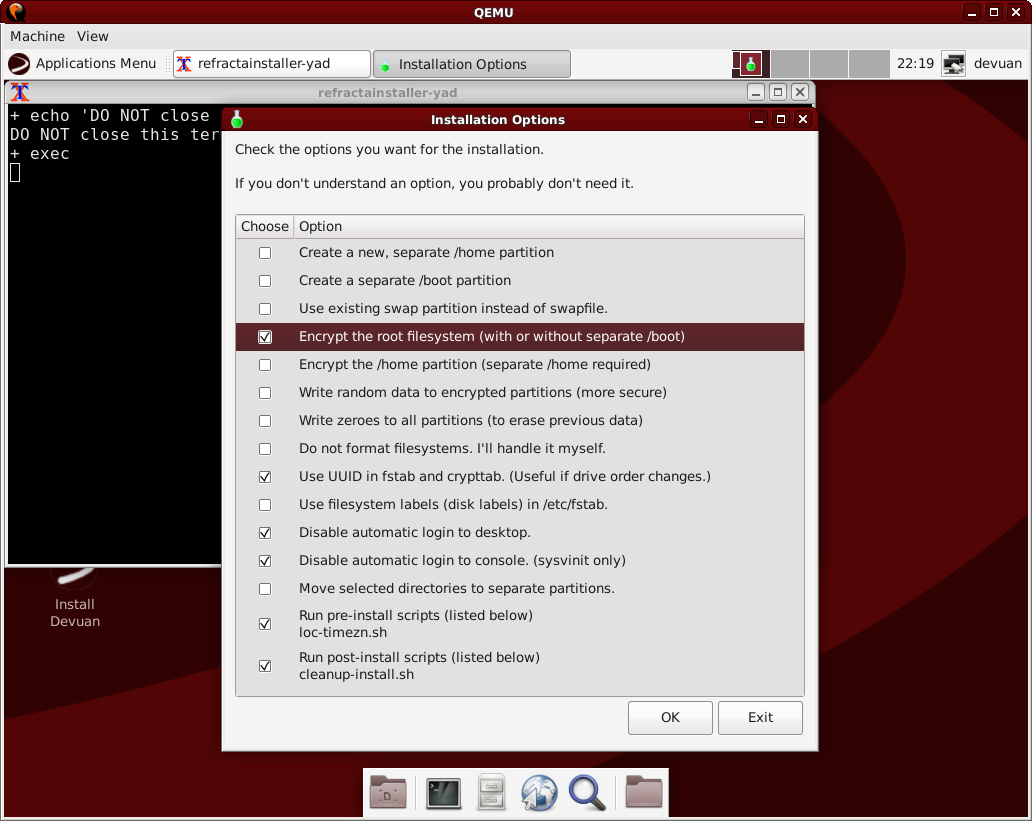 QEMU
Machine View
Applications Menu refractainstaller-yad Installation Options 22:19 devuan
refractainstaller-yad
+ echo 'DO NOT close
DO NOT close this ter
+ exec
Installation Options
Check the options you want for the installation.
If you don't understand an option, you probably don't need it.
Choose Option
Create a new, separate /home partition
Create a separate /boot partition
Use existing swap partition instead of swapfile.
Encrypt the root filesystem (with or without separate /boot)
Encrypt the /home partition (separate /home required)
Write random data to encrypted partitions (more secure)
Write zeroes to all partitions (to erase previous data)
Do not format filesystems. I'll handle it myself.
Use UUID in fstab and crypttab. (Useful if drive order changes.)
Use filesystem labels (disk labels) in /etc/fstab.
Disable automatic login to desktop.
Disable automatic login to console. (sysvinit only)
Move selected directories to separate partitions.
Run pre-install scripts (listed below)
loc-timezn.sh
Run post-install scripts (listed below)
cleanup-install.sh
OK Exit
Install
Devuan